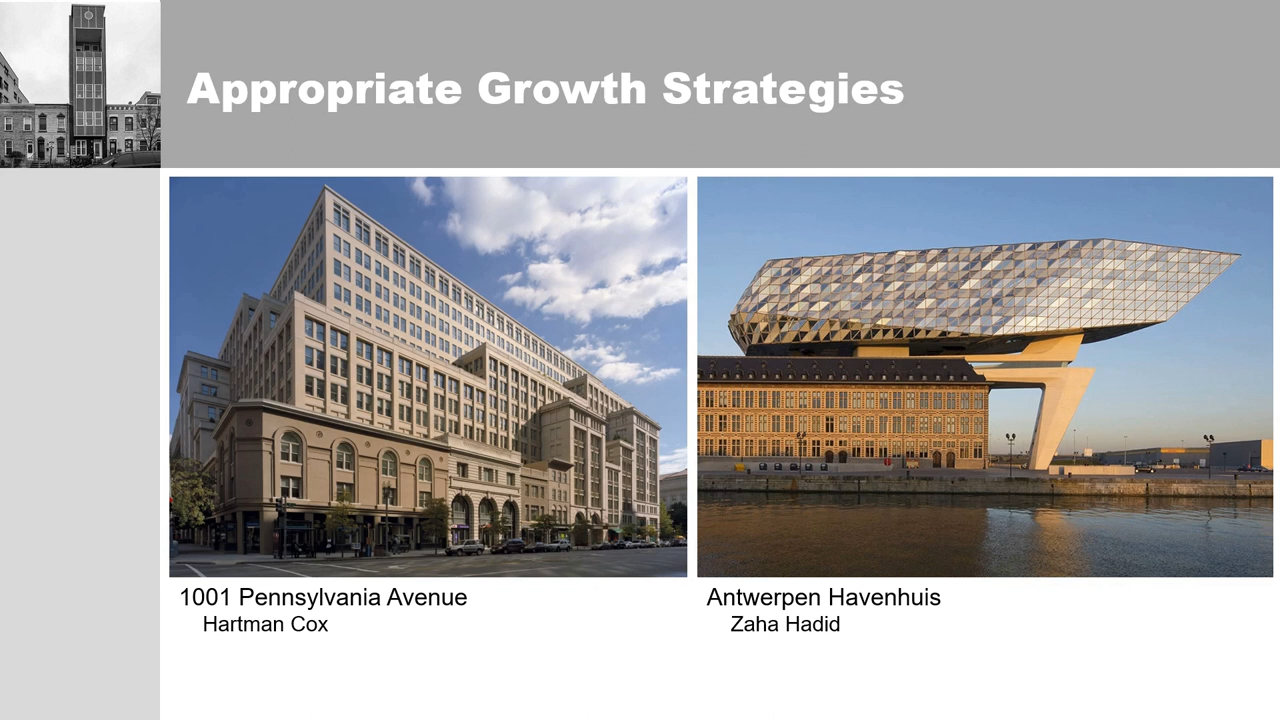 Appropriate Growth Strategies
1001 Pennsylvania Avenue
Hartman Cox
Antwerpen Havenhuis
Zaha Hadid